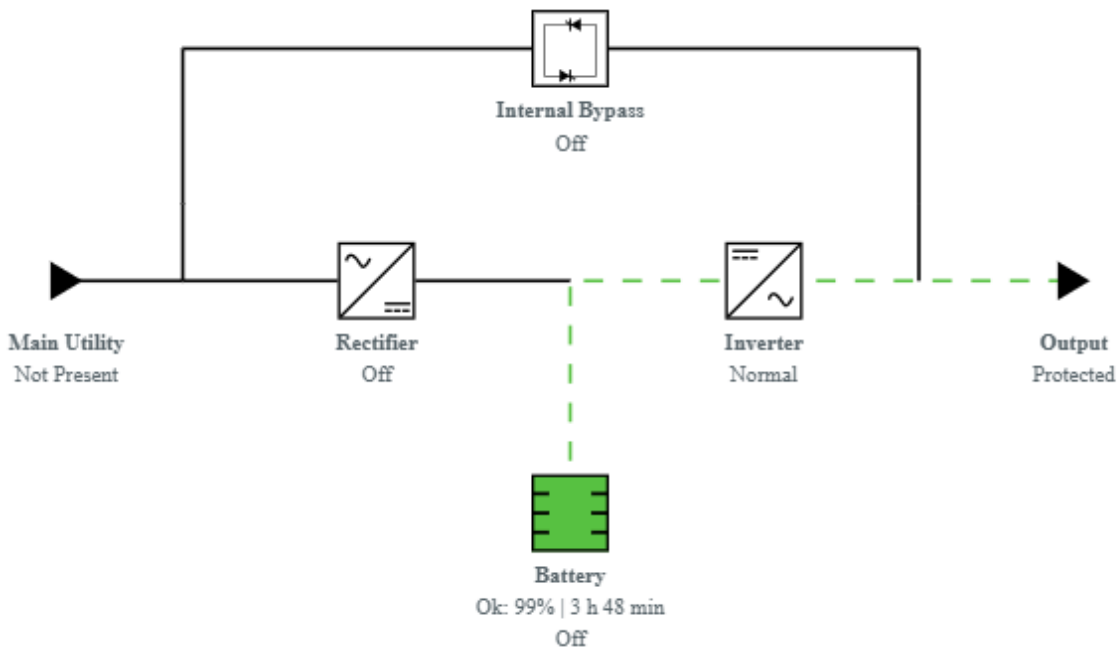 Internal Bypass
Off
Main Utility
Not Present
Rectifier
Off
Inverter
Normal
Output
Protected
Battery
Ok: 99% | 3 h 48 min
Off